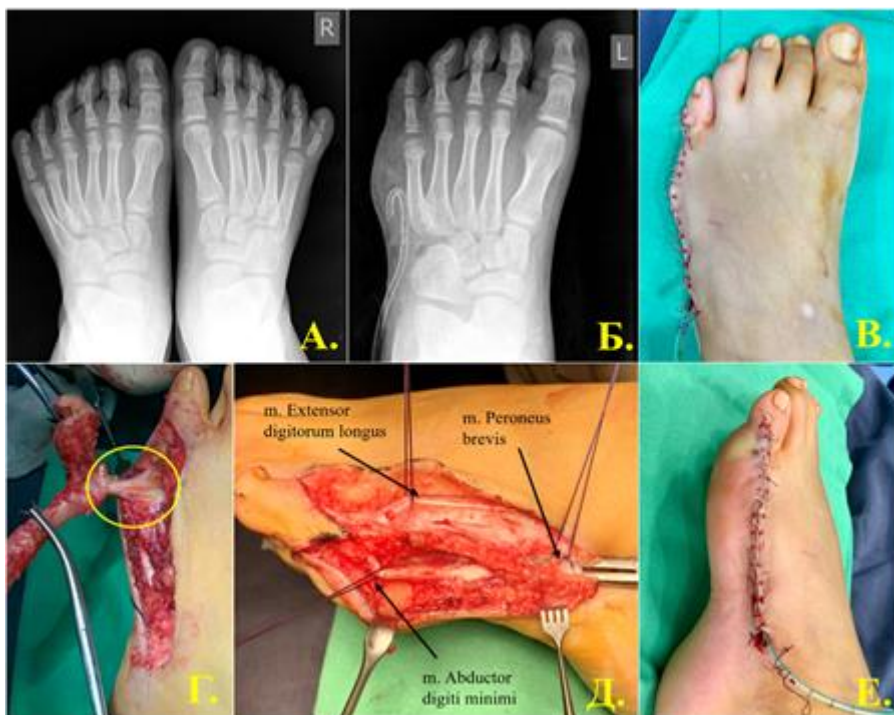 R
А.
L
Б.
В.
Г.
m. Extensor
digitorum longus
m. Peroneus
brevis
m. Abductor
digiti minimi
Д.
Е.